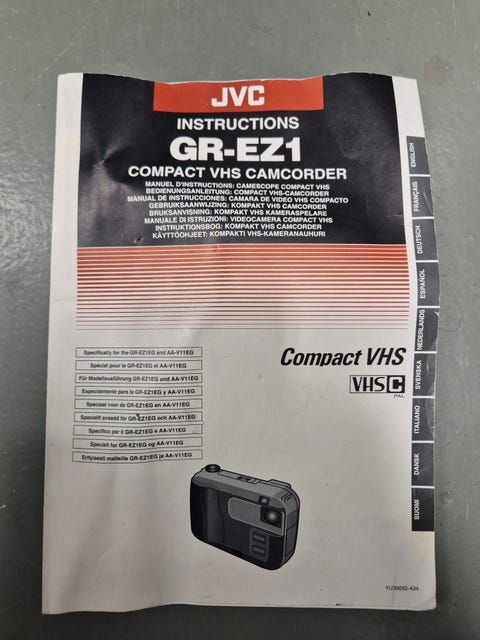 JVC
INSTRUCTIONS
GR-EZ1
COMPACT VHS CAMCORDER
MANUEL D'INSTRUCTIONS: CAMESCOPE COMPACT VHS
BEDIENUNGSANLEITUNG: COMPACT VHS-CAMCORDER
MANUAL DE INSTRUCCIONES: CAMARA DE VIDEO VHS COMPACTO
GEBRUIKSAANWIJZING: KOMPAKT VHS CAMCORDER
BRUKSANVISNING: KOMPAKT VHS KAMERASPELARE
MANUALE DI ISTRUZIONI: VIDEOCAMERA COMPACT VHS
INSTRUKTIONSBOG: KOMPAKT VHS CAMCORDER
KÄYTTÖOHJEET: KOMPAKTI VHS-KAMERANAUHURI
ENGLISH
FRANÇAIS
DEUTSCH
ESPAÑOL
NEDERLANDS
SVENSKA
ITALIANO
DANSK
SUOMI
Specifically for the GR-EZ1EG and AA-V11EG
Spécial pour le GR-EZ1EG et AA-V11EG
Für Modellausführung GR-EZ1EG und AA-V11EG
Especialmente para le GR-EZ1EG y AA-V11EG
Speciaal voor de GR-EZ1EG en AA-V11EG
Speciellt avsedd för GR-EZ1EG och AA-V11EG
Specifico per il GR-EZ1EG e AA-V11EG
Specielt for GR-EZ1EG og AA-V11EG
Erityisesti malleille GR-EZ1EG ja AA-V11EG
Compact VHS
VHS C
PAL
YU30052-434